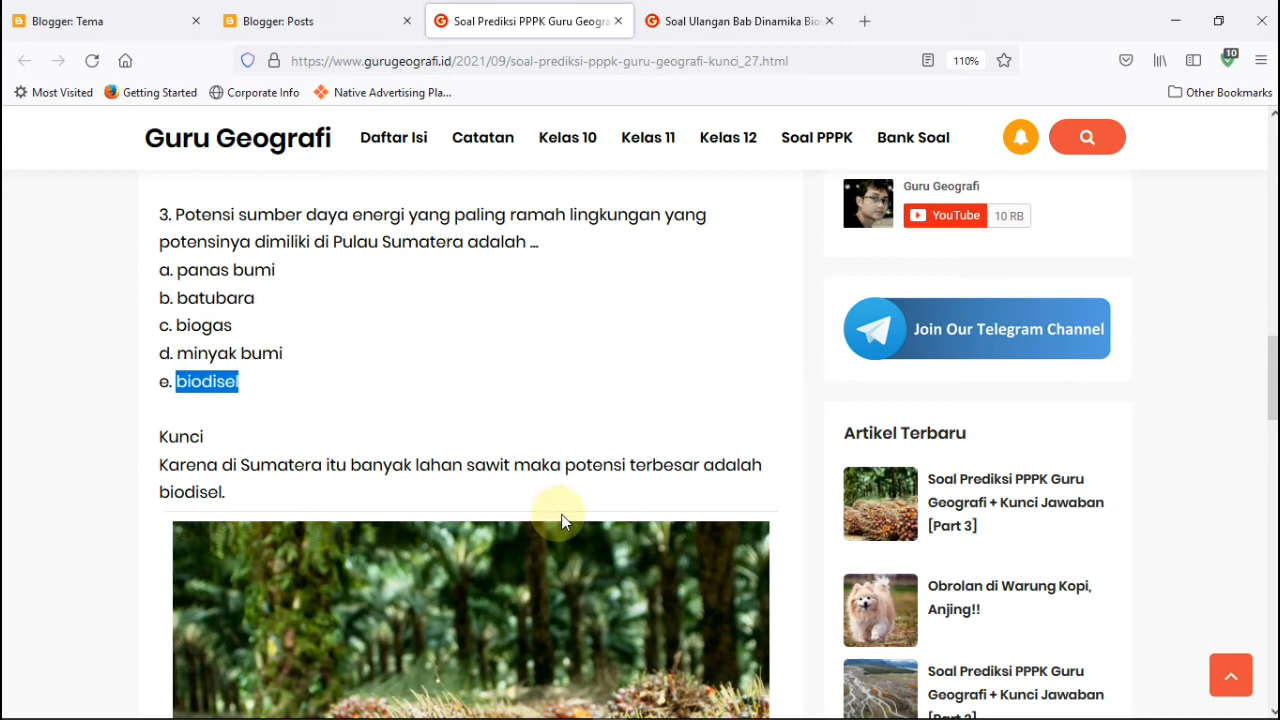 Blogger: Tema
Blogger: Posts
Soal Prediksi PPPK Guru Geogra
Soal Ulangan Bab Dinamika Bio
https://www.gurugeografi.id/2021/09/soal-prediksi-pppk-guru-geografi-kunci_27.html
110%
10
Most Visited
Getting Started
Corporate Info
Native Advertising Pla...
Other Bookmarks
Guru Geografi
Daftar Isi
Catatan
Kelas 10
Kelas 11
Kelas 12
Soal PPPK
Bank Soal
3. Potensi sumber daya energi yang paling ramah lingkungan yang
potensinya dimiliki di Pulau Sumatera adalah ...
a. panas bumi
b. batubara
c. biogas
d. minyak bumi
e. biodisel
Kunci
Karena di Sumatera itu banyak lahan sawit maka potensi terbesar adalah
biodisel.
Guru Geografi
YouTube
10 RB
Join Our Telegram Channel
Artikel Terbaru
Soal Prediksi PPPK Guru
Geografi + Kunci Jawaban
[Part 3]
Obrolan di Warung Kopi,
Anjing!!
Soal Prediksi PPPK Guru
Geografi + Kunci Jawaban
[Part 2]